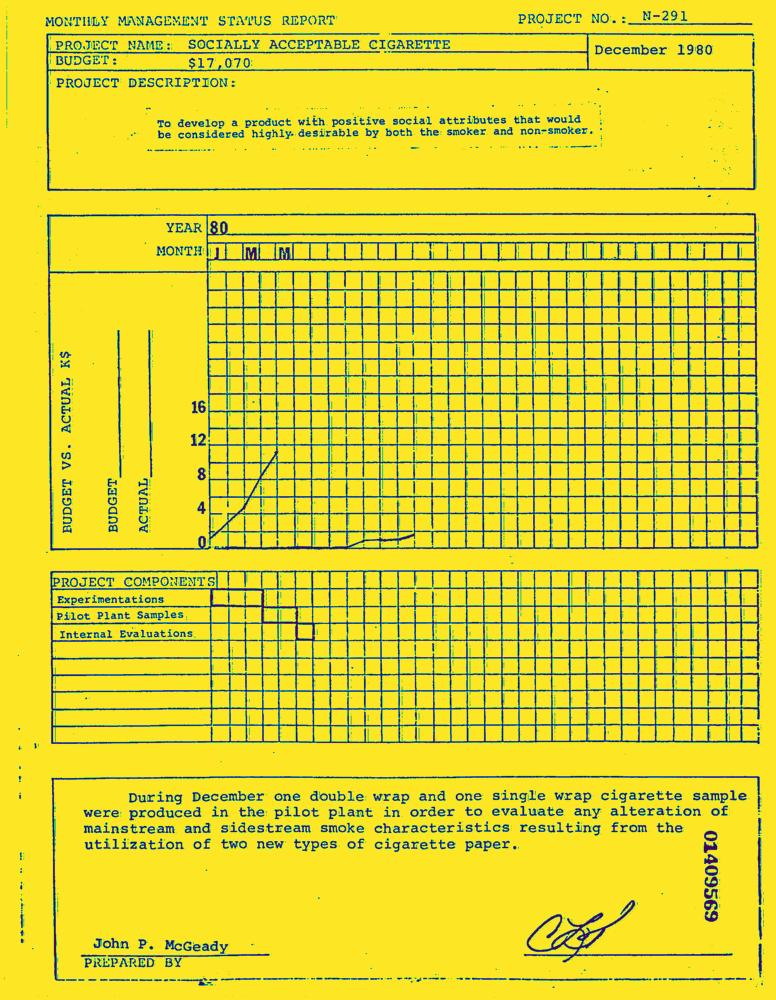 MONTHLY MANAGEMENT STATUS REPORT PROJECT NO.: N-291
PROJECT NAME: SOCIALLY ACCEPTABLE CIGARETTE
December 1980
BUDGET: $17,070
PROJECT DESCRIPTION:
To develop a product with positive social attributes that would
be considered highly desirable by both the smoker and non-smoker.
YEAR 80
MONTH J M M
BUDGET VS. ACTUAL K$
BUDGET
ACTUAL
16
12
8
4
0
PROJECT COMPONENTS
Experimentations
Pilot Plant Samples
Internal Evaluations
During December one double wrap and one single wrap cigarette sample
were produced in the pilot plant in order to evaluate any alteration of
mainstream and sidestream smoke characteristics resulting from the
utilization of two new types of cigarette paper.
01409569
John P. McGeady
PREPARED BY